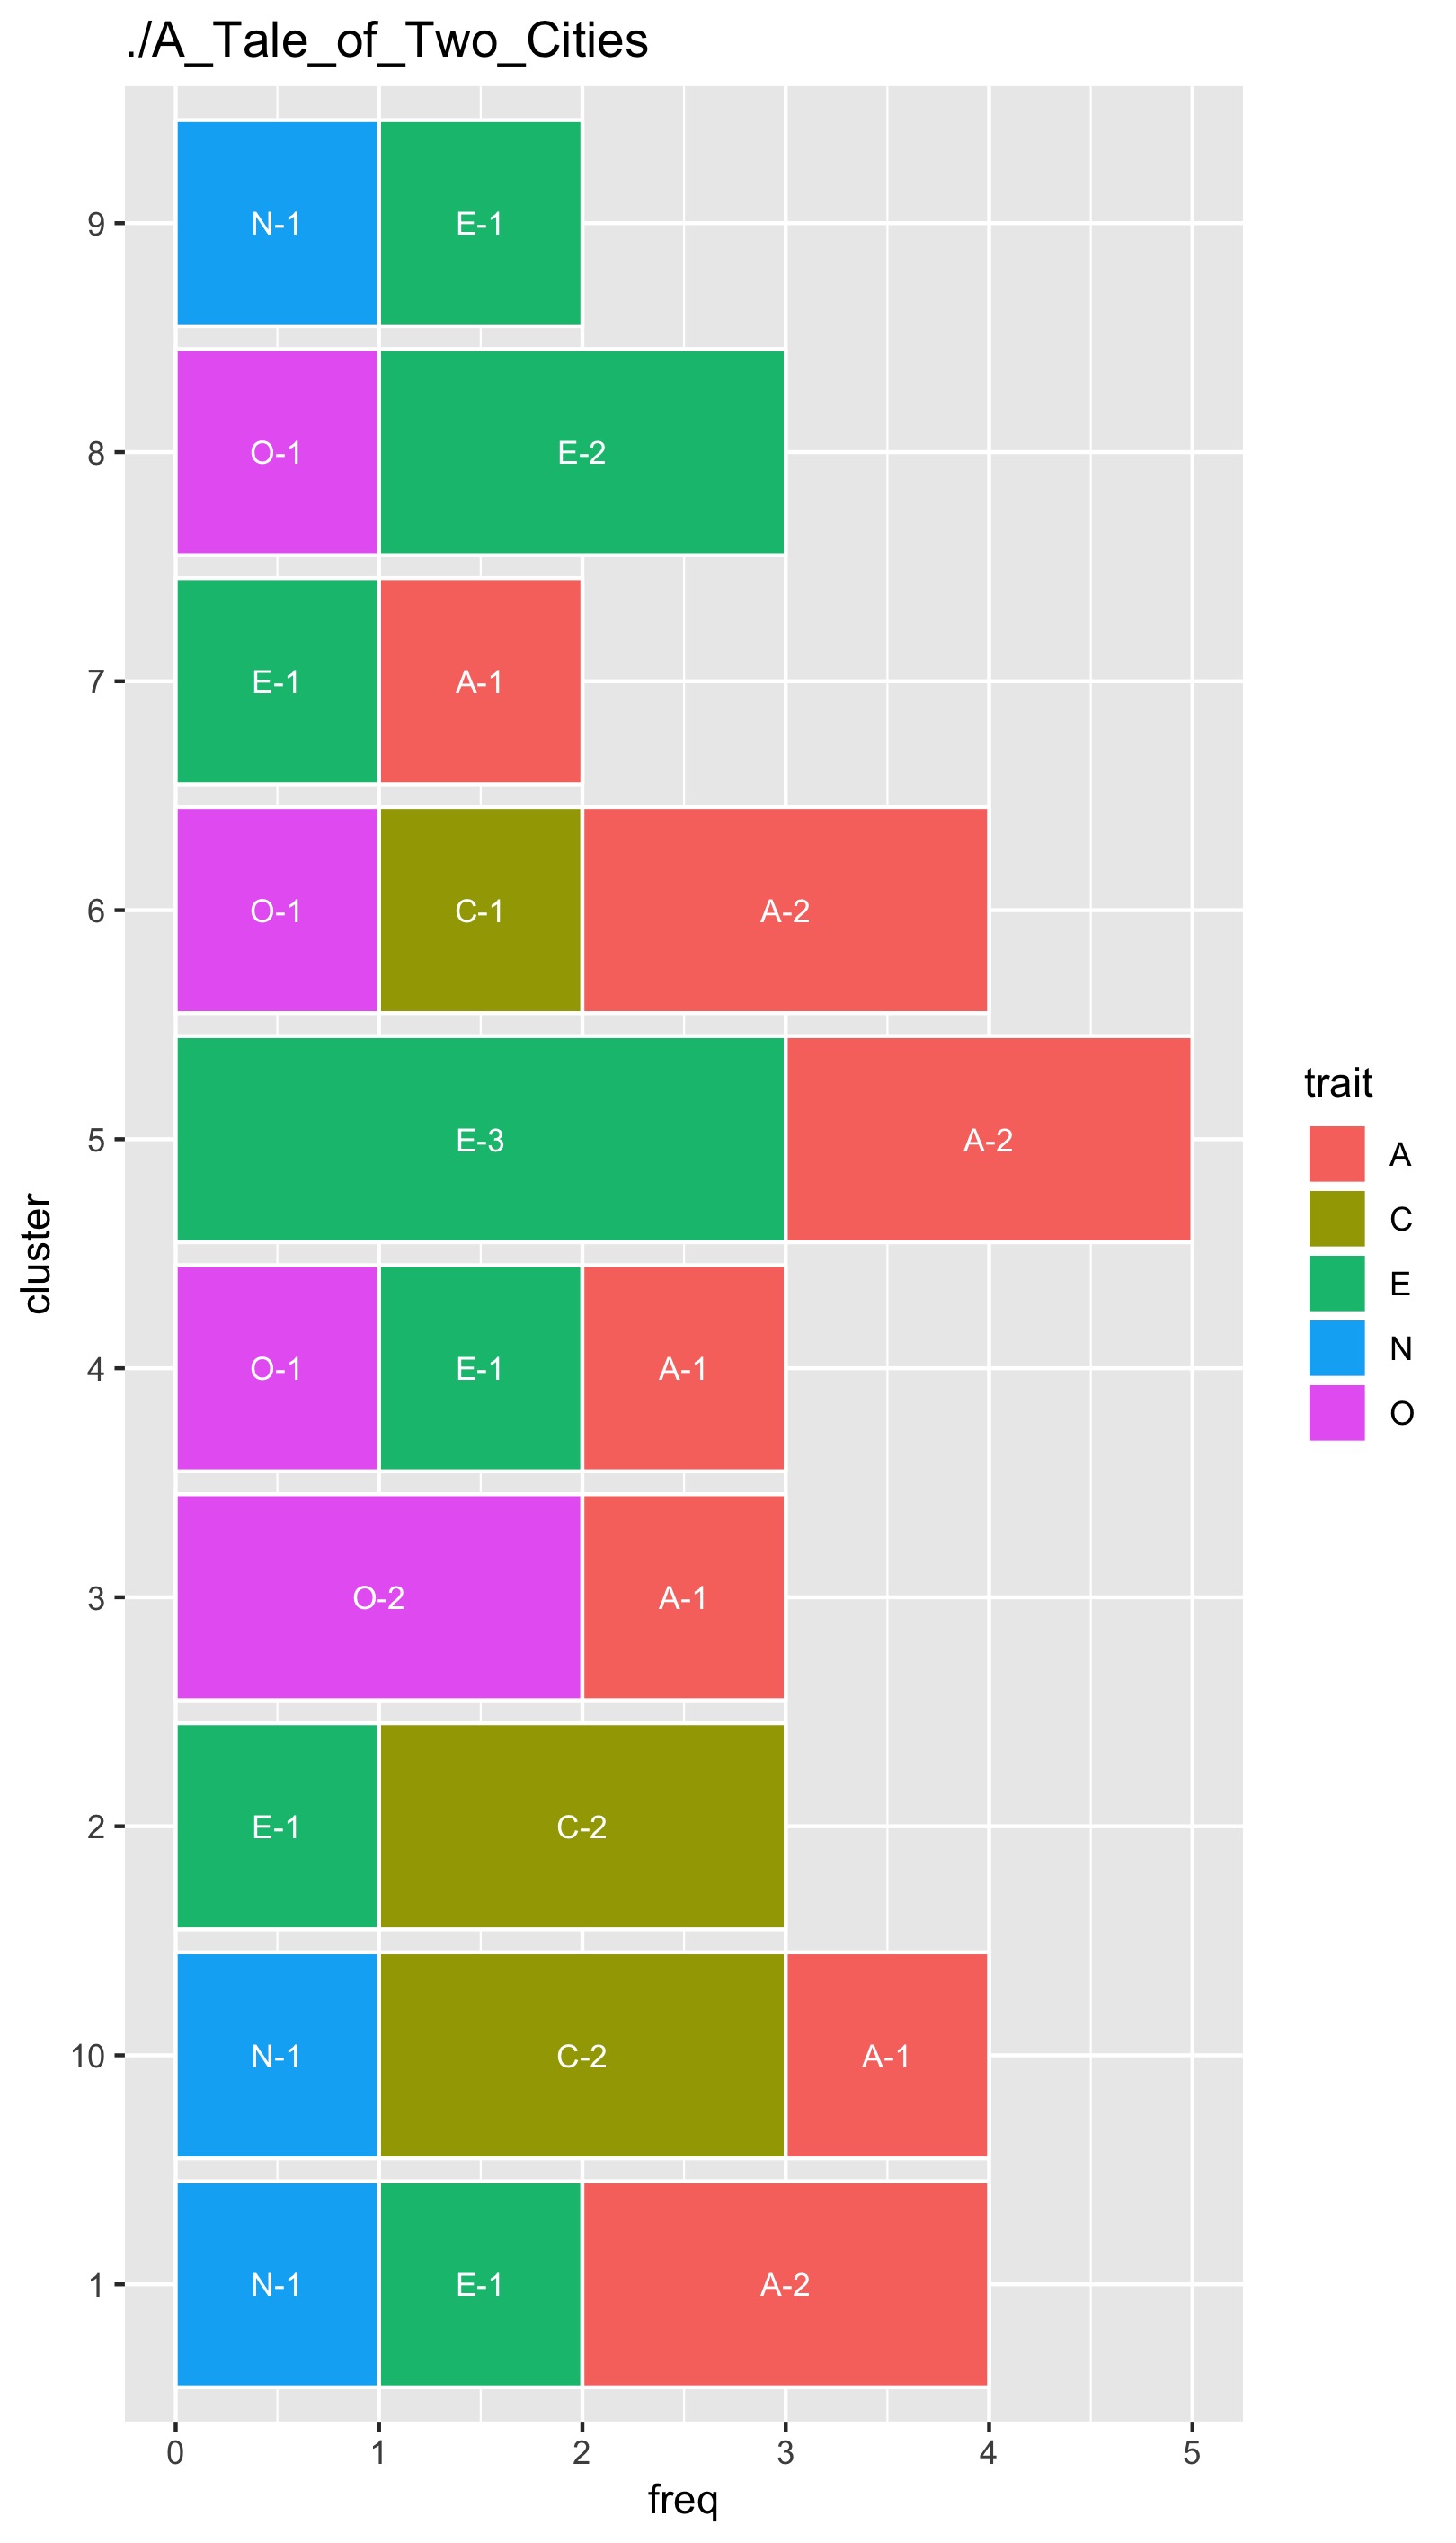 ./A_Tale_of_Two_Cities
9
N-1 E-1
8
O-1 E-2
7
E-1 A-1
6
O-1 C-1 A-2
5
E-3 A-2
4
O-1 E-1 A-1
3
O-2 A-1
2
E-1 C-2
10
N-1 C-2 A-1
1
N-1 E-1 A-2
0 1 2 3 4 5
freq
cluster
trait
A
C
E
N
O